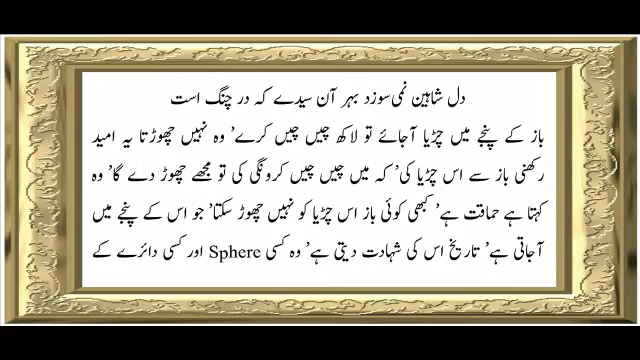 دل شاہین نمی سوزد بہر آن سیدے کہ در چنگ است
باز کے پنجے میں چڑیا آجائے تو لاکھ چیں چیں کرے’ وہ نہیں چھوڑتا یہ امید
رکھنی باز سے اس چڑیا کی’ کہ میں چیں چیں کرونگی کی تو مجھے چھوڑ دے گا’ وہ
کہتا ہے حماقت ہے’ کبھی کوئی باز اس چڑیا کو نہیں چھوڑ سکتا’ جو اس کے پنجے میں
آجاتی ہے’ تاریخ اس کی شہادت دیتی ہے’ وہ کسی Sphere اور کسی دائرے کے